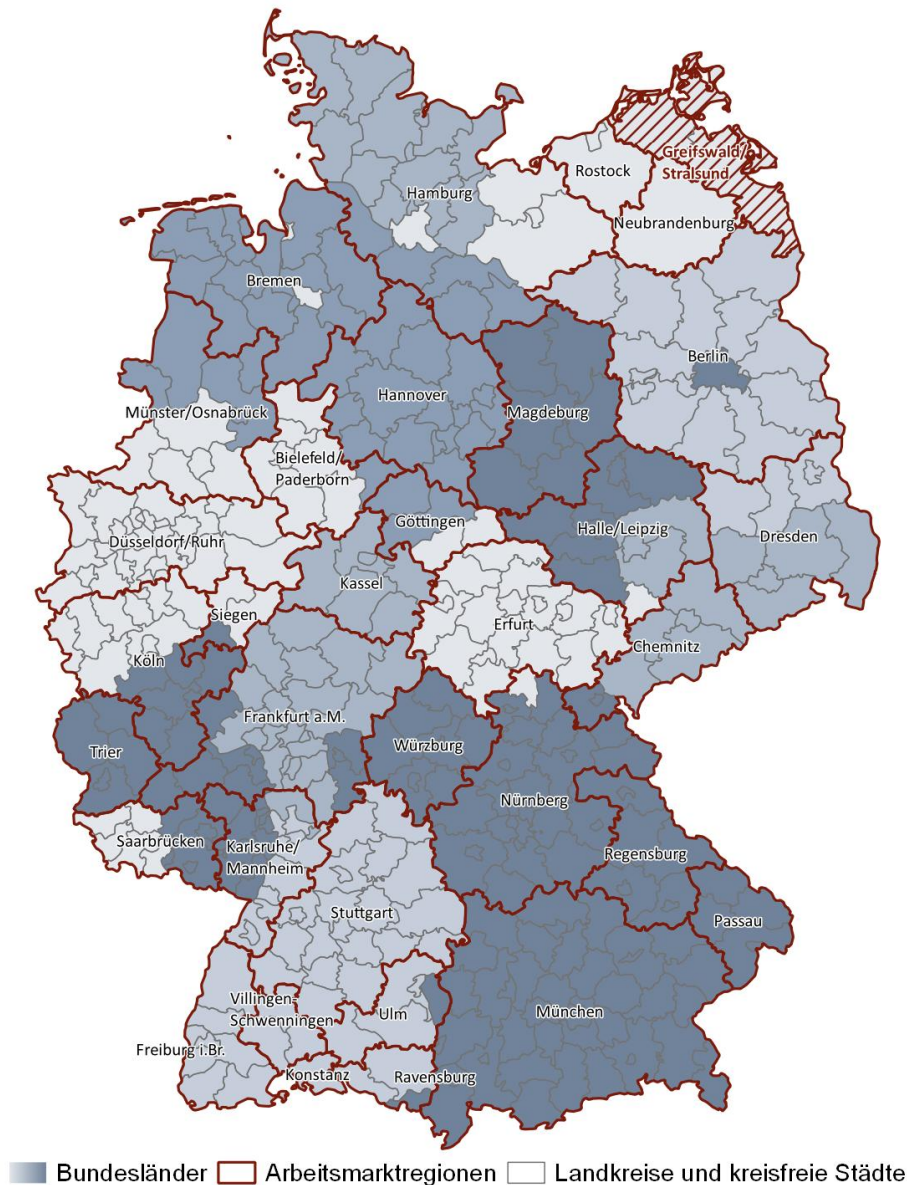 Greifswald/
Stralsund
Rostock
Hamburg
Neubrandenburg
Bremen
Berlin
Hannover
Münster/Osnabrück
Magdeburg
Bielefeld/
Paderborn
Göttingen
Halle/Leipzig
Düsseldorf/Ruhr
Dresden
Kassel
Siegen
Erfurt
Köln
Chemnitz
Frankfurt a.M.
Trier
Würzburg
Nürnberg
Saarbrücken
Karlsruhe/
Mannheim
Regensburg
Stuttgart
Passau
Villingen-
Schwenningen
Ulm
München
Freiburg i.Br.
Konstanz
Ravensburg
Bundesländer Arbeitsmarktregionen Landkreise und kreisfreie Städte